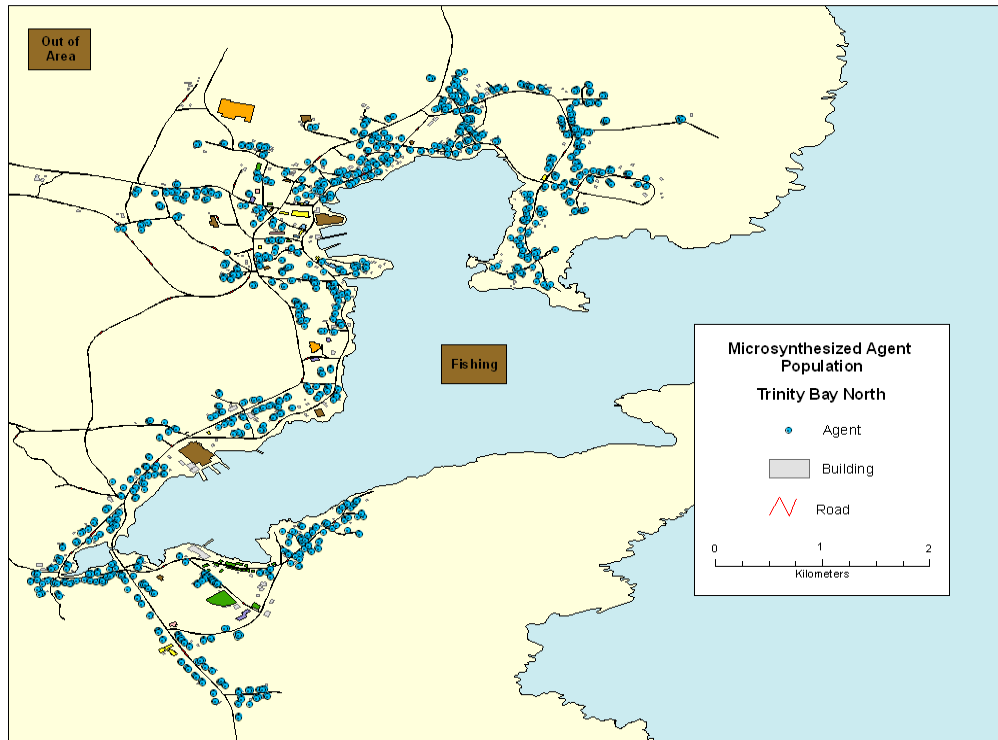 Out of
Area
Fishing
Microsynthesized Agent
Population
Trinity Bay North
Agent
Building
Road
0 1 2
Kilometers